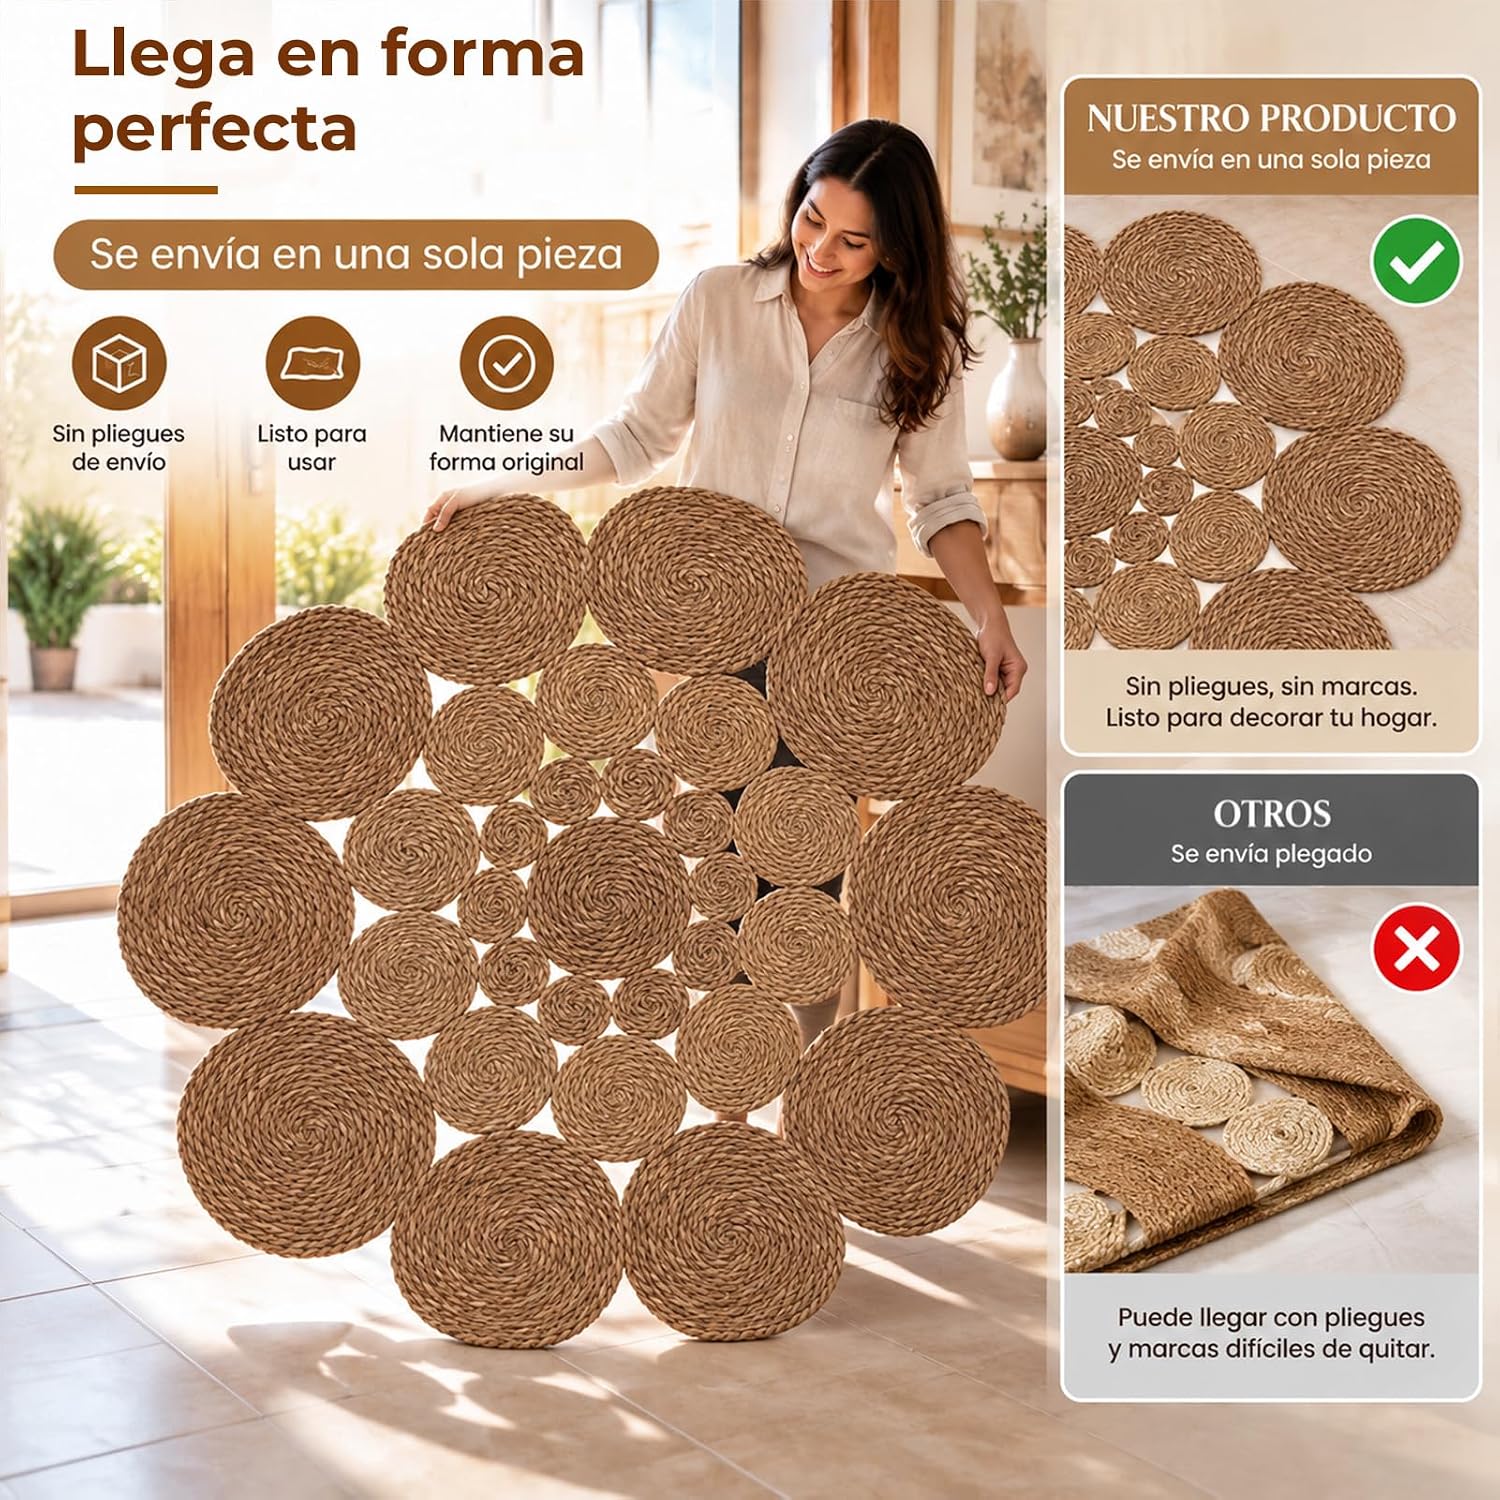 Llega en forma
perfecta
Se envía en una sola pieza
Sin pliegues
de envío
Listo para
usar
Mantiene su
forma original
NUESTRO PRODUCTO
Se envía en una sola pieza
Sin pliegues, sin marcas.
Listo para decorar tu hogar.
OTROS
Se envía plegado
Puede llegar con pliegues
y marcas difíciles de quitar.